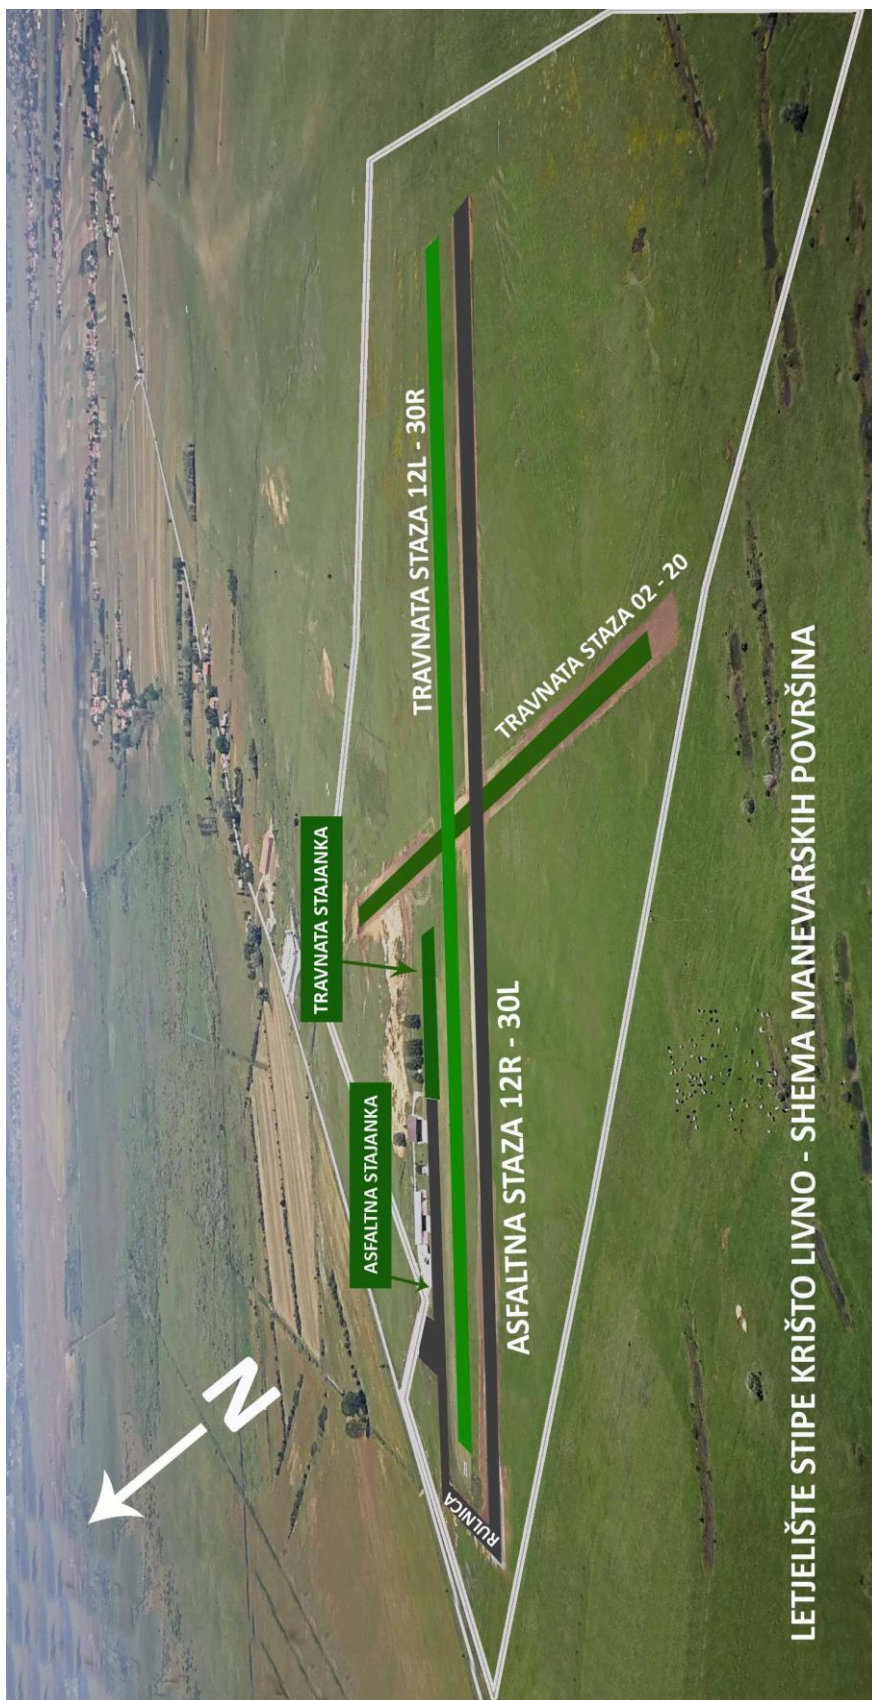 LETJELIŠTE STIPE KRIŠTO LIVNO - SHEMA MANEVARSKIH POVRŠINA
N
RULNICA
ASFALTNA STAJANKA
TRAVNATA STAJANKA
ASFALTNA STAZA 12R - 30L
TRAVNATA STAZA 12L - 30R
TRAVNATA STAZA 02 - 20